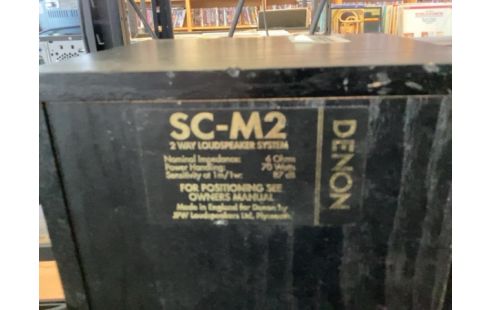 SC-M2
2 WAY LOUDSPEAKER SYSTEM
Nominal Impedance: 6 Ohm
Power Handling: 70 Watts
Sensitivity at 1m/1w: 87 dB
FOR POSITIONING SEE
OWNERS MANUAL
Made in England for Denon by
JPW Loudspeakers Ltd, Plymouth
DENON